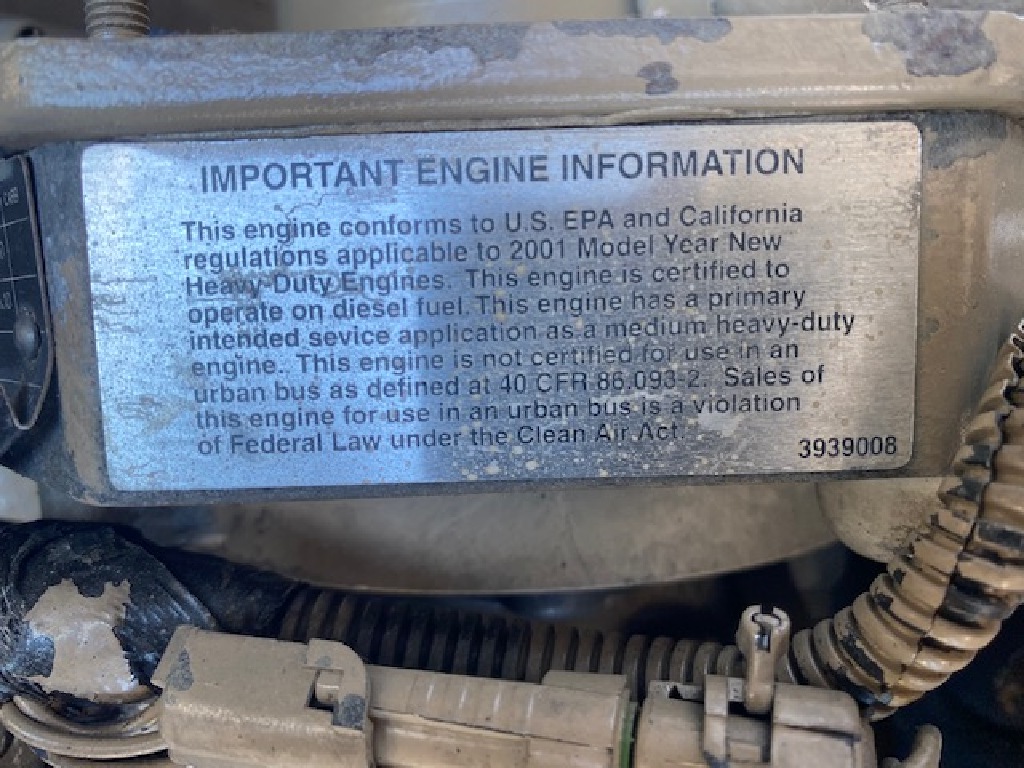 IMPORTANT ENGINE INFORMATION
This engine conforms to U.S. EPA and California
regulations applicable to 2001 Model Year New
Heavy-Duty Engines. This engine is certified to
operate on diesel fuel. This engine has a primary
intended sevice application as a medium heavy-duty
engine. This engine is not certified for use in an
urban bus as defined at 40 CFR 86.093-2. Sales of
this engine for use in an urban bus is a violation
of Federal Law under the Clean Air Act.
3939008